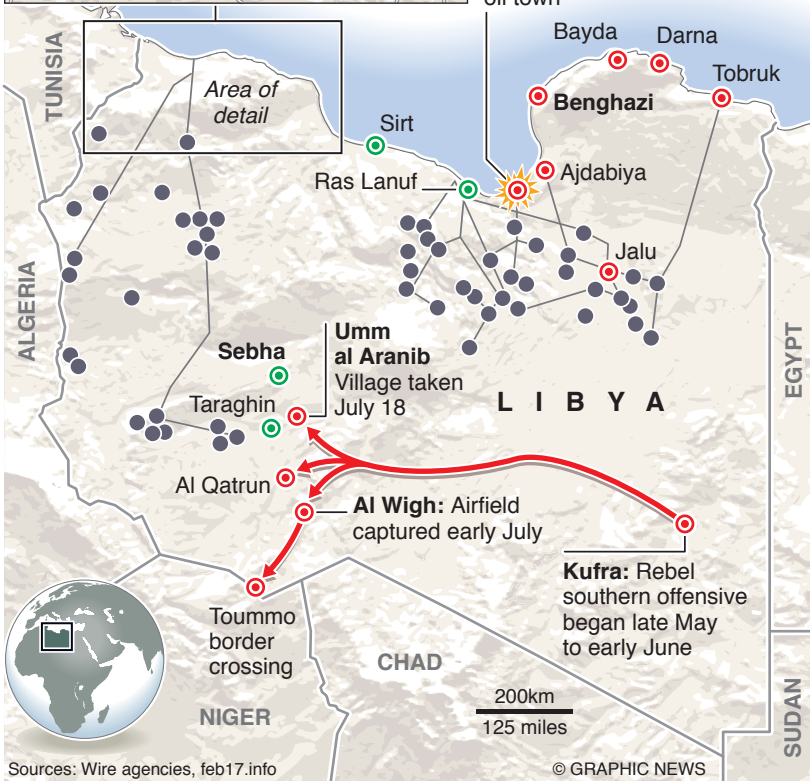 oil town
TUNISIA
Bayda
Darna
Tobruk
Area of
detail
Benghazi
Sirt
Ajdabiya
Ras Lanuf
Jalu
ALGERIA
EGYPT
Umm
al Aranib
Village taken
July 18
Sebha
Taraghin
LIBYA
Al Qatrun
Al Wigh: Airfield
captured early July
Kufra: Rebel
southern offensive
began late May
to early June
Toummo
border
crossing
CHAD
200km
125 miles
NIGER
SUDAN
Sources: Wire agencies, feb17.info
© GRAPHIC NEWS